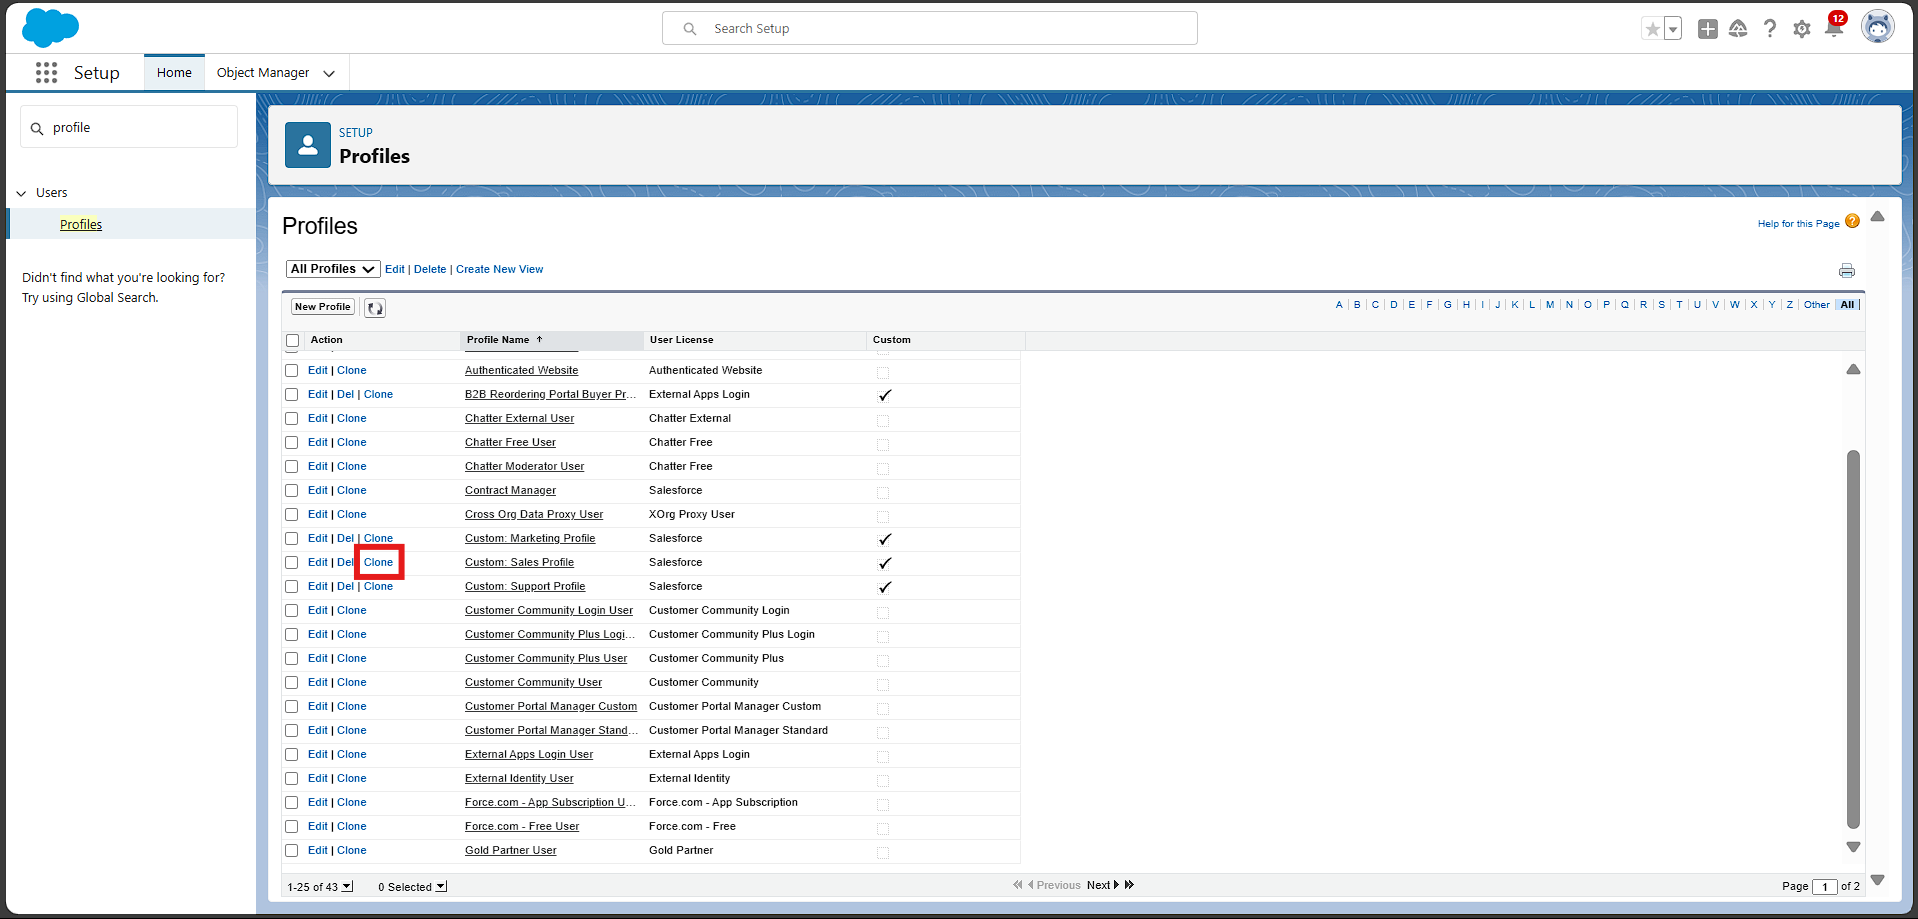 Search Setup
12
Setup
Home
Object Manager
profile
Users
Profiles
Didn't find what you're looking for?
Try using Global Search.
SETUP
Profiles
Profiles
Help for this Page ?
All Profiles Edit | Delete | Create New View
New Profile
A | B | C | D | E | F | G | H | I | J | K | L | M | N | O | P | Q | R | S | T | U | V | W | X | Y | Z | Other | All
Action Profile Name ↑ User License Custom
Edit | Clone Authenticated Website Authenticated Website
Edit | Del | Clone B2B Reordering Portal Buyer Pr... External Apps Login
Edit | Clone Chatter External User Chatter External
Edit | Clone Chatter Free User Chatter Free
Edit | Clone Chatter Moderator User Chatter Free
Edit | Clone Contract Manager Salesforce
Edit | Clone Cross Org Data Proxy User XOrg Proxy User
Edit | Del | Clone Custom: Marketing Profile Salesforce
Edit | Del Clone Custom: Sales Profile Salesforce
Edit | Del | Clone Custom: Support Profile Salesforce
Edit | Clone Customer Community Login User Customer Community Login
Edit | Clone Customer Community Plus Logi... Customer Community Plus Login
Edit | Clone Customer Community Plus User Customer Community Plus
Edit | Clone Customer Community User Customer Community
Edit | Clone Customer Portal Manager Custom Customer Portal Manager Custom
Edit | Clone Customer Portal Manager Stand... Customer Portal Manager Standard
Edit | Clone External Apps Login User External Apps Login
Edit | Clone External Identity User External Identity
Edit | Clone Force.com - App Subscription U... Force.com - App Subscription
Edit | Clone Force.com - Free User Force.com - Free
Edit | Clone Gold Partner User Gold Partner
1-25 of 43 0 Selected Previous Next Page 1 of 2